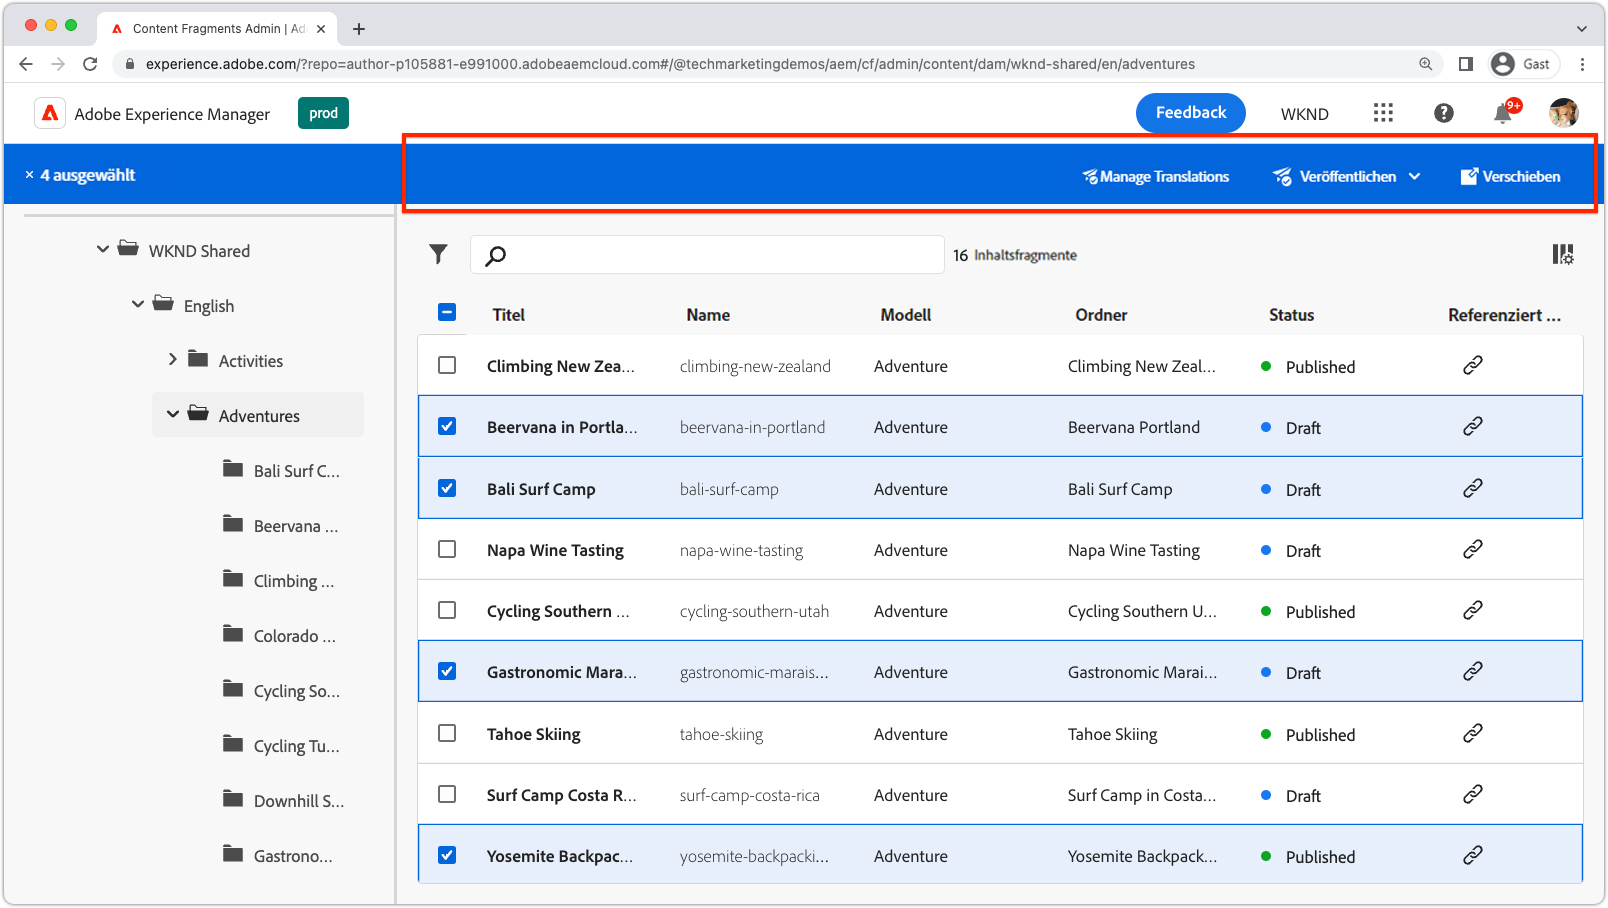 Content Fragments Admin | Ad
experience.adobe.com/?repo=author-p105881-e991000.adobeaemcloud.com#/@techmarketingdemos/aem/cf/admin/content/dam/wknd-shared/en/adventures
Gast
Adobe Experience Manager
prod
Feedback
WKND
9+
× 4 ausgewählt
Manage Translations
Veröffentlichen
Verschieben
WKND Shared
English
Activities
Adventures
Bali Surf C...
Beervana ...
Climbing ...
Colorado ...
Cycling So...
Cycling Tu...
Downhill S...
Gastrono...
16 Inhaltsfragmente
Titel Name Modell Ordner Status Referenziert ...
Climbing New Zea... climbing-new-zealand Adventure Climbing New Zeal... Published
Beervana in Portla... beervana-in-portland Adventure Beervana Portland Draft
Bali Surf Camp bali-surf-camp Adventure Bali Surf Camp Draft
Napa Wine Tasting napa-wine-tasting Adventure Napa Wine Tasting Draft
Cycling Southern ... cycling-southern-utah Adventure Cycling Southern U... Published
Gastronomic Mara... gastronomic-marais... Adventure Gastronomic Marai... Draft
Tahoe Skiing tahoe-skiing Adventure Tahoe Skiing Published
Surf Camp Costa R... surf-camp-costa-rica Adventure Surf Camp in Costa... Draft
Yosemite Backpac... yosemite-backpacki... Adventure Yosemite Backpack... Published